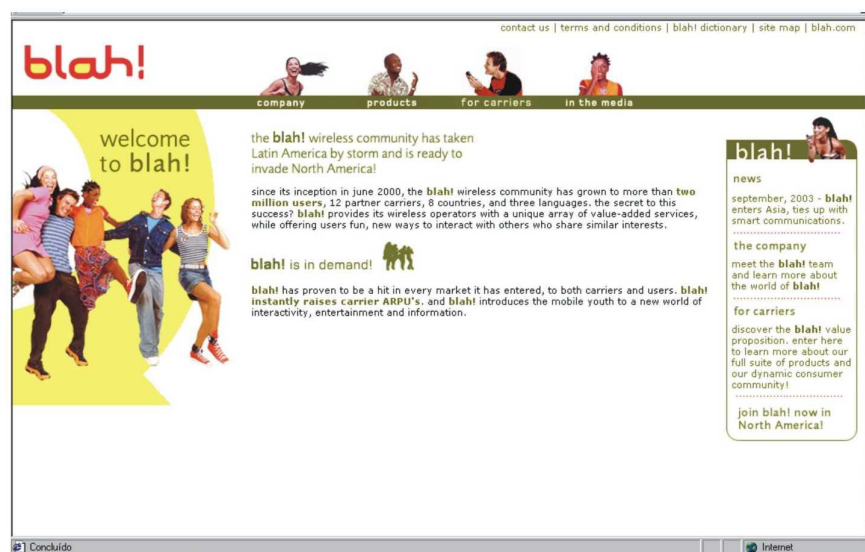 contact us | terms and conditions | blah! dictionary | site map | blah.com
blah!
company products for carriers in the media
welcome
to blah!
the blah! wireless community has taken
Latin America by storm and is ready to
invade North America!
since its inception in june 2000, the blah! wireless community has grown to more than two
million users, 12 partner carriers, 8 countries, and three languages. the secret to this
success? blah! provides its wireless operators with a unique array of value-added services,
while offering users fun, new ways to interact with others who share similar interests.
blah! is in demand!
blah! has proven to be a hit in every market it has entered, to both carriers and users. blah!
instantly raises carrier ARPU's. and blah! introduces the mobile youth to a new world of
interactivity, entertainment and information.
blah!
news
september, 2003 - blah!
enters Asia, ties up with
smart communications.
the company
meet the blah! team
and learn more about
the world of blah!
for carriers
discover the blah! value
proposition. enter here
to learn more about our
full suite of products and
our dynamic consumer
community!
join blah! now in
North America!
Concluído
Internet